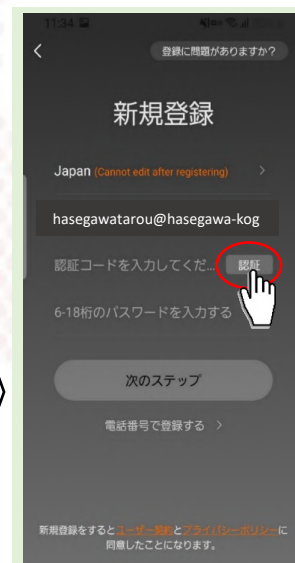 11:34
登録に問題がありますか？
新規登録
Japan (Cannot edit after registering)
hasegawatarou@hasegawa-kog
認証コードを入力してくだ... 認証
6-18桁のパスワードを入力する
次のステップ
電話番号で登録する
新規登録をするとユーザー契約とプライバシーポリシーに
同意したことになります。